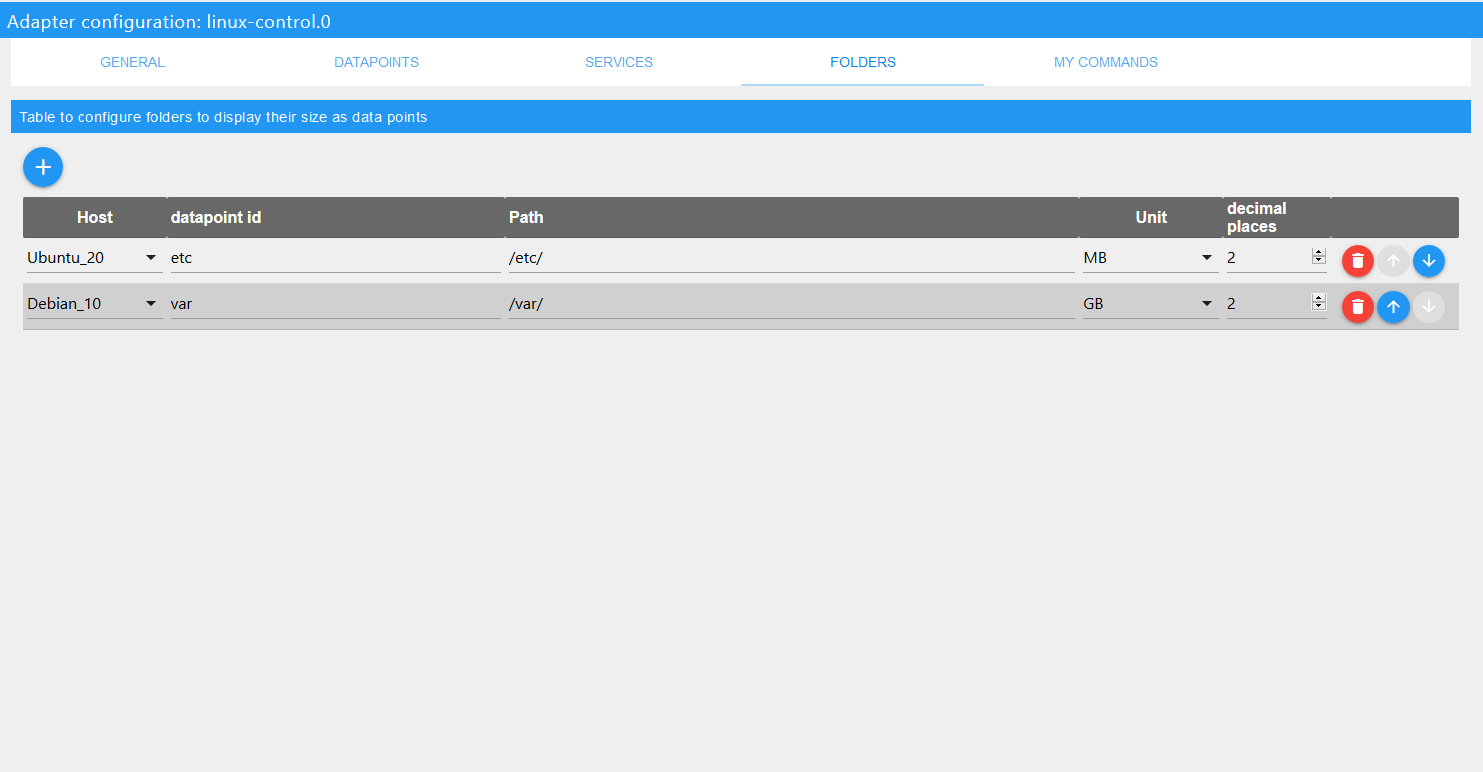 Adapter configuration: linux-control.0
GENERAL DATAPOINTS SERVICES FOLDERS MY COMMANDS
Table to configure folders to display their size as data points
Host datapoint id Path Unit decimal places
Ubuntu_20 etc /etc/ MB 2
Debian_10 var /var/ GB 2